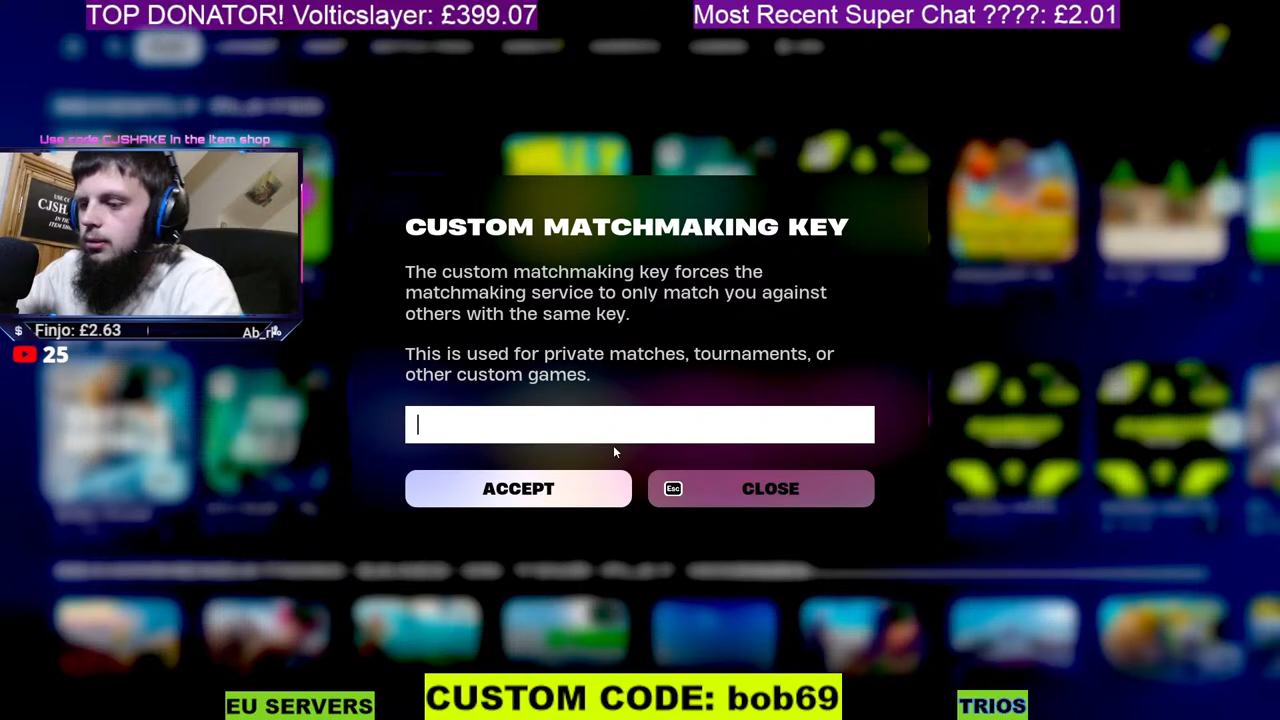 TOP DONATOR! Volticslayer: £399.07
Most Recent Super Chat ????: £2.01
RECENTLY PLAYED
Use code CJSHAKE in the item shop
$ Finjo: £2.63
25
CUSTOM MATCHMAKING KEY
The custom matchmaking key forces the
matchmaking service to only match you against
others with the same key.
This is used for private matches, tournaments, or
other custom games.
ACCEPT
Esc CLOSE
EU SERVERS
CUSTOM CODE: bob69
TRIOS